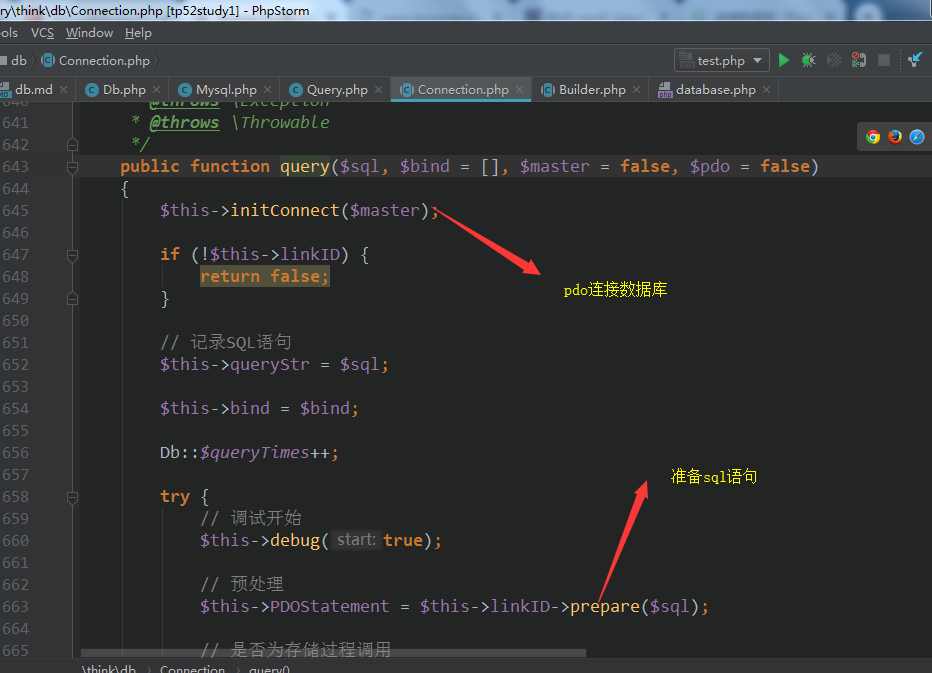 ry\think\db\Connection.php [tp52study1] - PhpStorm
ols VCS Window Help
db Connection.php test.php
db.md Db.php Mysql.php Query.php Connection.php Builder.php database.php
640 * @throws \Exception
641 * @throws \Throwable
642 */
643 public function query($sql, $bind = [], $master = false, $pdo = false)
644 {
645 $this->initConnect($master);
646
647 if (!$this->linkID) {
648 return false;
pdo连接数据库
649 }
650
651 // 记录SQL语句
652 $this->queryStr = $sql;
653
654 $this->bind = $bind;
655
656 Db::$queryTimes++;
657
准备sql语句
658 try {
659 // 调试开始
660 $this->debug( start: true);
661
662 // 预处理
663 $this->PDOStatement = $this->linkID->prepare($sql);
664
665 // 是否为存储过程调用
\think\db Connection query()